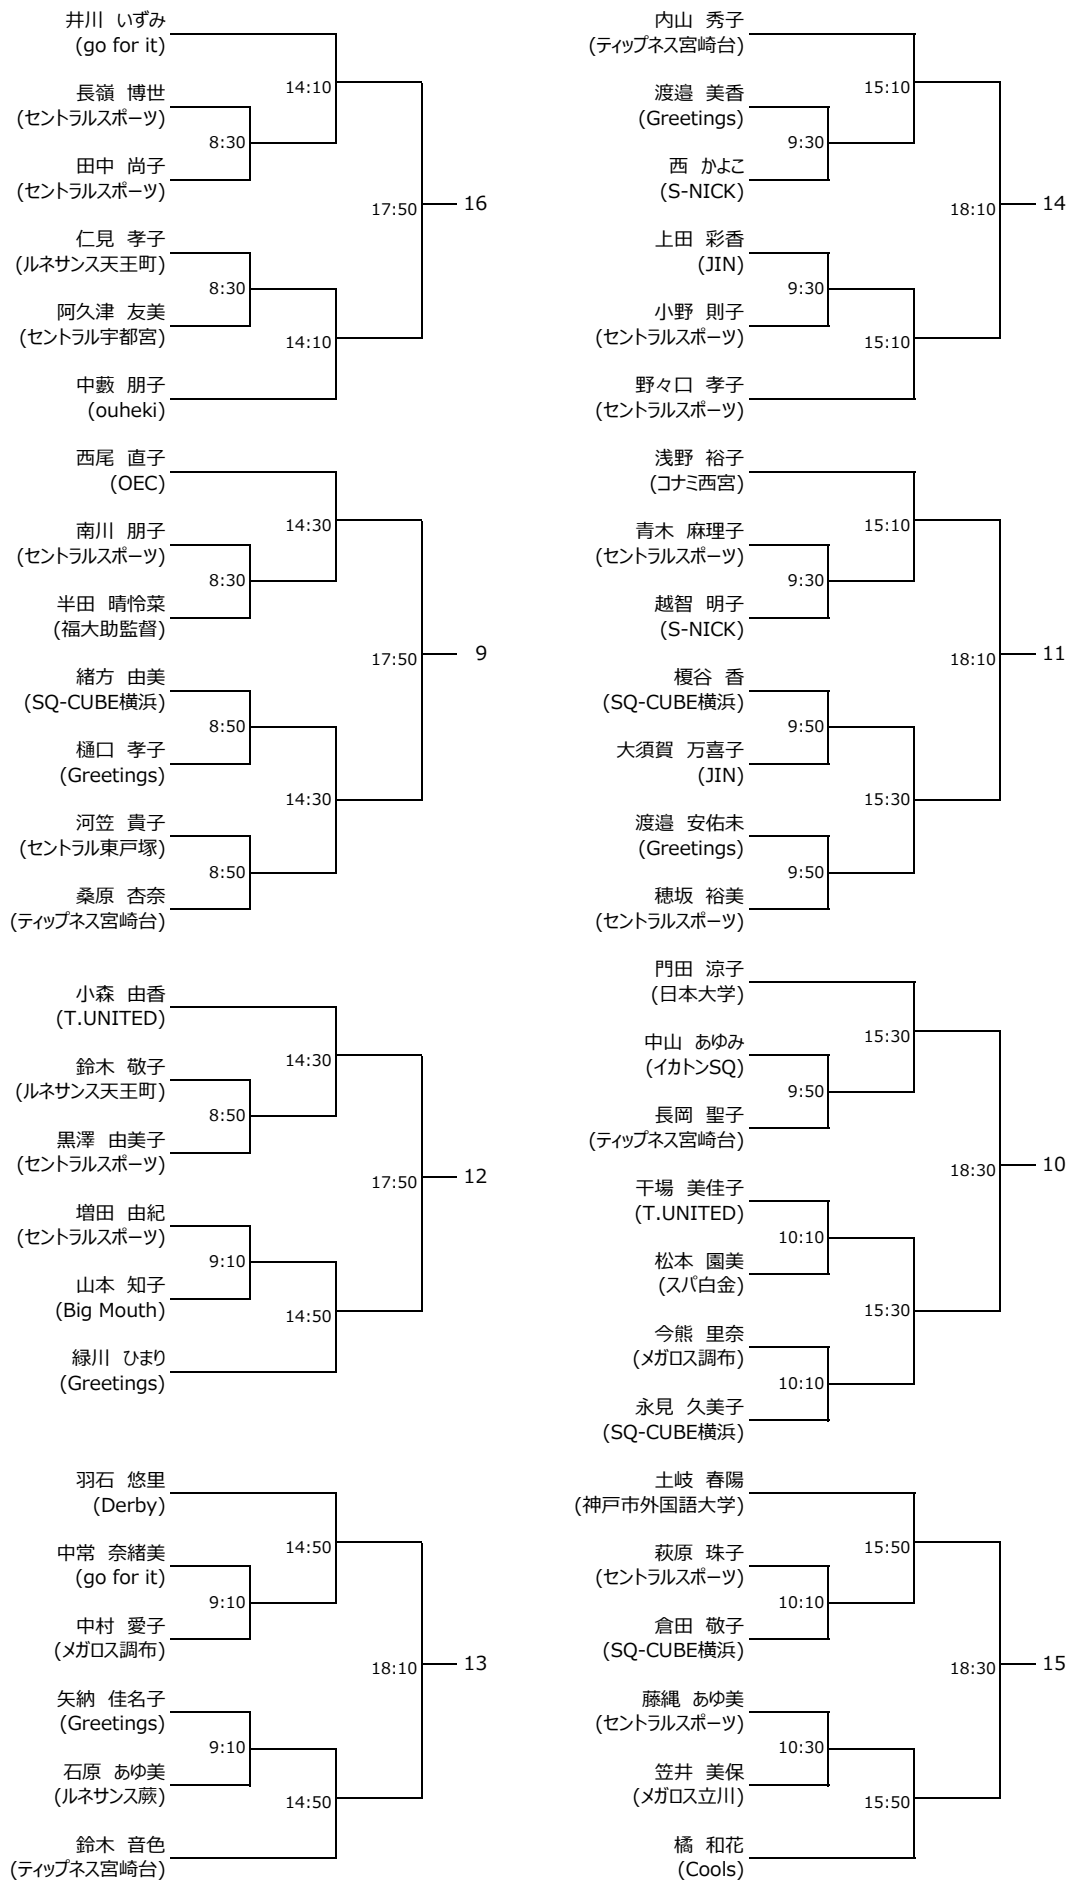 井川 いずみ
(go for it)
14:10
長嶺 博世
(セントラルスポーツ)
8:30
田中 尚子
(セントラルスポーツ)
17:50
16
仁見 孝子
(ルネサンス天王町)
8:30
阿久津 友美
(セントラル宇都宮)
14:10
中藪 朋子
(ouheki)
西尾 直子
(OEC)
14:30
南川 朋子
(セントラルスポーツ)
8:30
半田 晴怜菜
(福大助監督)
17:50
9
緒方 由美
(SQ-CUBE横浜)
8:50
樋口 孝子
(Greetings)
14:30
河笠 貴子
(セントラル東戸塚)
8:50
桑原 杏奈
(ティップネス宮崎台)
小森 由香
(T.UNITED)
14:30
鈴木 敬子
(ルネサンス天王町)
8:50
黒澤 由美子
(セントラルスポーツ)
17:50
12
増田 由紀
(セントラルスポーツ)
9:10
山本 知子
(Big Mouth)
14:50
緑川 ひまり
(Greetings)
羽石 悠里
(Derby)
14:50
中常 奈緒美
(go for it)
9:10
中村 愛子
(メガロス調布)
18:10
13
矢納 佳名子
(Greetings)
9:10
石原 あゆ美
(ルネサンス蕨)
14:50
鈴木 音色
(ティップネス宮崎台)
内山 秀子
(ティップネス宮崎台)
15:10
渡邉 美香
(Greetings)
9:30
西 かよこ
(S-NICK)
18:10
14
上田 彩香
(JIN)
9:30
小野 則子
(セントラルスポーツ)
15:10
野々口 孝子
(セントラルスポーツ)
浅野 裕子
(コナミ西宮)
15:10
青木 麻理子
(セントラルスポーツ)
9:30
越智 明子
(S-NICK)
18:10
11
榎谷 香
(SQ-CUBE横浜)
9:50
大須賀 万喜子
(JIN)
15:30
渡邉 安佑未
(Greetings)
9:50
穂坂 裕美
(セントラルスポーツ)
門田 涼子
(日本大学)
15:30
中山 あゆみ
(イカトンSQ)
9:50
長岡 聖子
(ティップネス宮崎台)
18:30
10
干場 美佳子
(T.UNITED)
10:10
松本 園美
(スパ白金)
15:30
今熊 里奈
(メガロス調布)
10:10
永見 久美子
(SQ-CUBE横浜)
土岐 春陽
(神戸市外国語大学)
15:50
萩原 珠子
(セントラルスポーツ)
10:10
倉田 敬子
(SQ-CUBE横浜)
18:30
15
藤縄 あゆ美
(セントラルスポーツ)
10:30
笠井 美保
(メガロス立川)
15:50
橘 和花
(Cools)